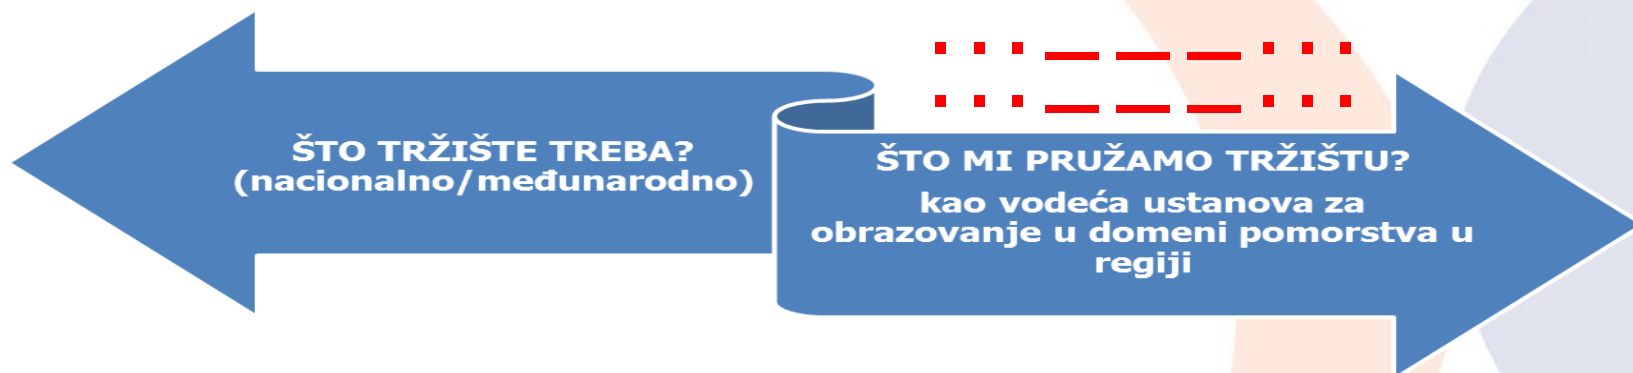 ŠTO TRŽIŠTE TREBA?
(nacionalno/međunarodno)
. . . _ _ _ . . .
. . . _ _ _ . . .
ŠTO MI PRUŽAMO TRŽIŠTU?
kao vodeća ustanova za
obrazovanje u domeni pomorstva u
regiji